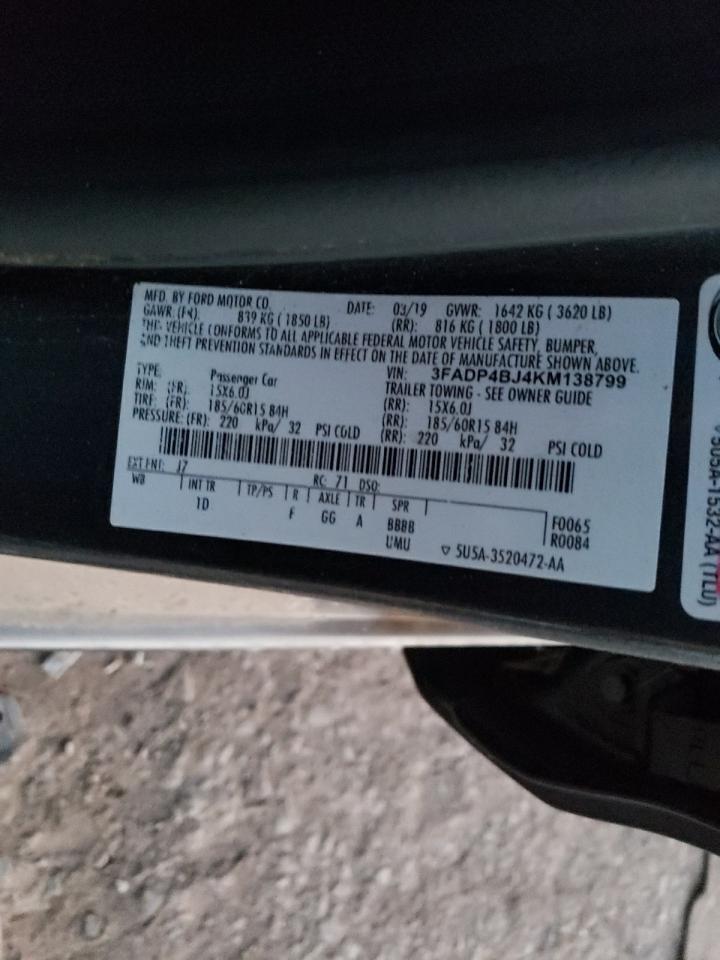 MFD. BY FORD MOTOR CO. DATE: 03/19 GVWR: 1642 KG ( 3620 LB)
GAWR (FR): 839 KG ( 1850 LB) (RR): 816 KG ( 1800 LB)
THIS VEHICLE CONFORMS TO ALL APPLICABLE FEDERAL MOTOR VEHICLE SAFETY, BUMPER,
AND THEFT PREVENTION STANDARDS IN EFFECT ON THE DATE OF MANUFACTURE SHOWN ABOVE.
VIN: 3FADP4BJ4KM138799
TYPE: Passenger Car TRAILER TOWING - SEE OWNER GUIDE
RIM: (FR): 15X6.0J (RR): 15X6.0J
TIRE: (FR): 185/60R15 84H (RR): 185/60R15 84H
PRESSURE: (FR): 220 kPa/ 32 PSI COLD (RR): 220 kPa/ 32 PSI COLD
EXT PNT: J7 RC: 71 DSO:
WB INT TR TP/PS R AXLE TR SPR
1D F GG A BBBB F0065
UMU R0084
5U5A-3520472-AA
1532-AA (TLU)